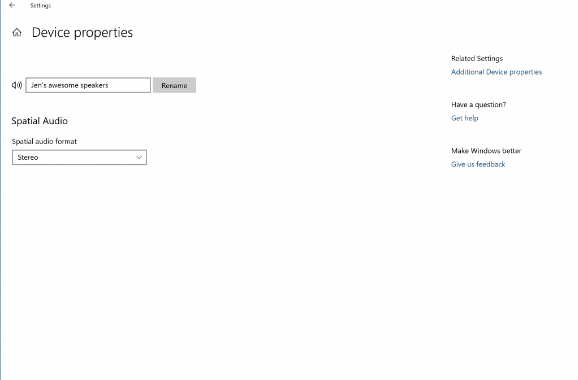 Settings
Device properties
Jen's awesome speakers
Rename
Spatial Audio
Spatial audio format
Stereo
Related Settings
Additional Device properties
Have a question?
Get help
Make Windows better
Give us feedback